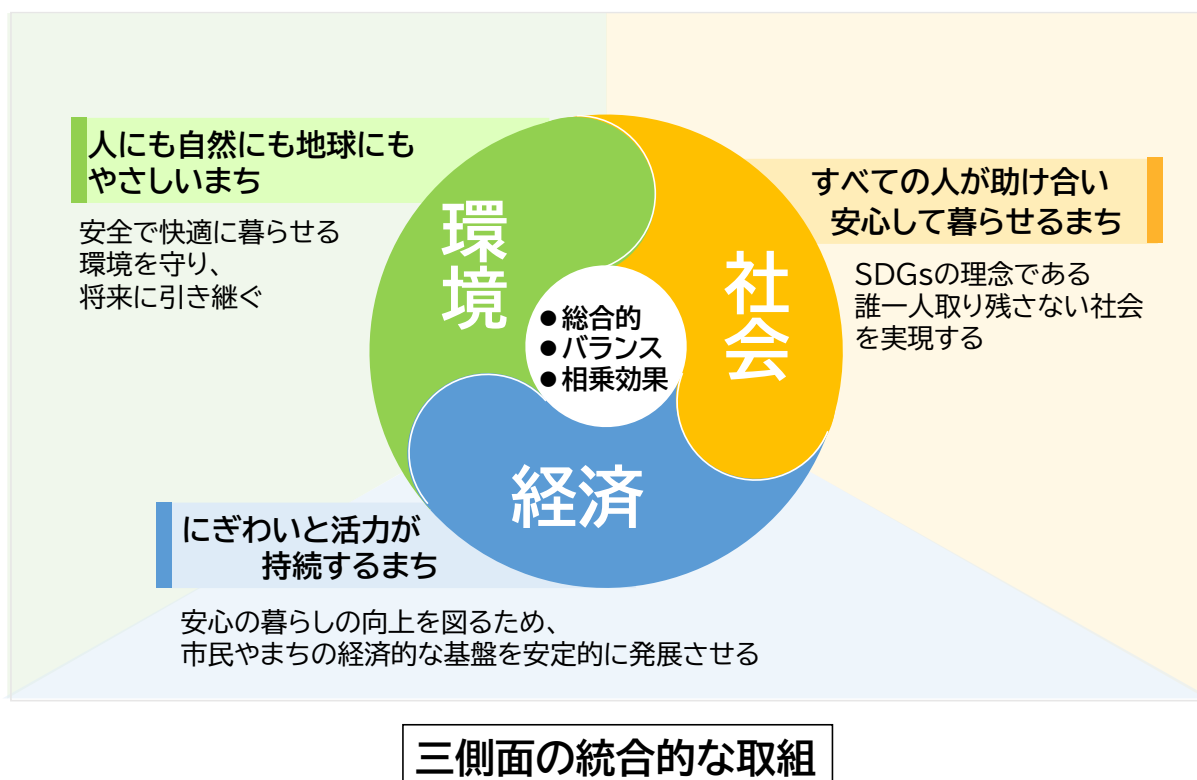 人にも自然にも地球にも
やさしいまち
安全で快適に暮らせる
環境を守り、
将来に引き継ぐ
環境
社会
すべての人が助け合い
安心して暮らせるまち
SDGsの理念である
誰一人取り残さない社会
を実現する
●総合的
●バランス
●相乗効果
経済
にぎわいと活力が
持続するまち
安心の暮らしの向上を図るため、
市民やまちの経済的な基盤を安定的に発展させる
三側面の統合的な取組